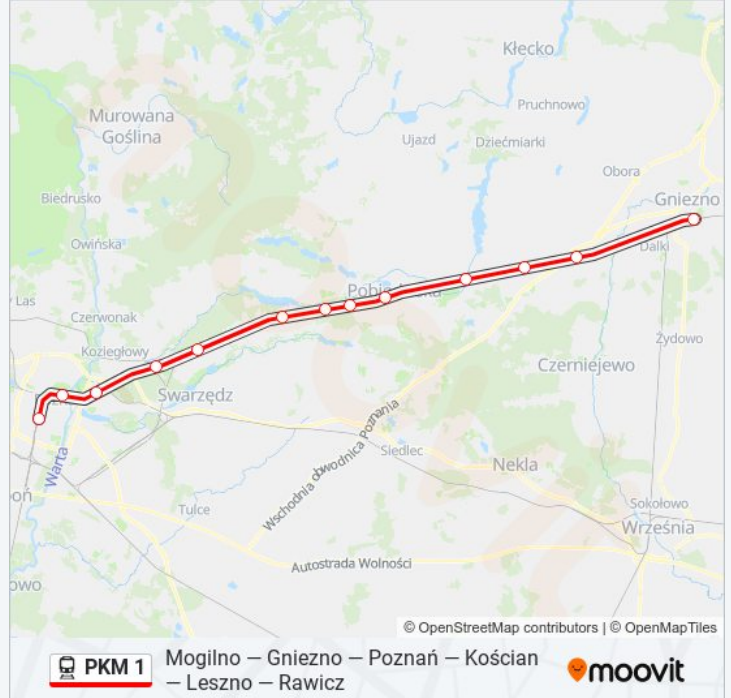 Kłecko
Pruchnowo
Murowana
Goślina
Ujazd
Dziećmiarki
Obora
Biedrusko
Gniezno
Owińska
Dalki
y Las
Czerwonak
Żydowo
Koziegłowy
Czerniejewo
Swarzędz
Warta
Wschodnia obwodnica Poznania
Siedlec
Nekla
oń
Sokołowo
Tulce
Września
Autostrada Wolności
owo
© OpenStreetMap contributors | © OpenMapTiles
PKM 1
Mogilno — Gniezno — Poznań — Kościan
— Leszno — Rawicz
moovit